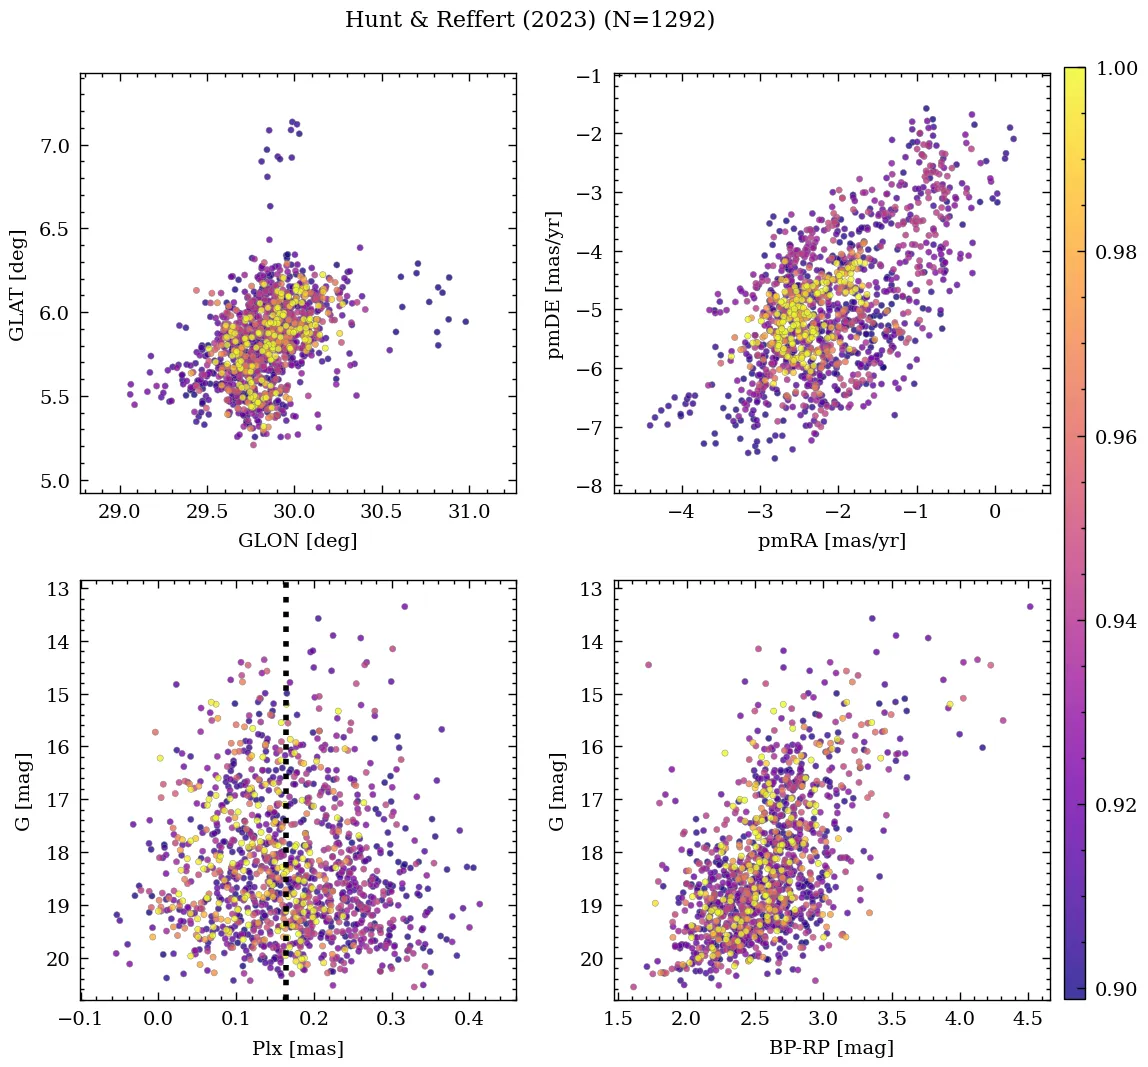 Hunt & Reffert (2023) (N=1292)
7.0
6.5
6.0
5.5
5.0
GLAT [deg]
29.0 29.5 30.0 30.5 31.0
GLON [deg]
−1
−2
−3
−4
−5
−6
−7
−8
pmDE [mas/yr]
−4 −3 −2 −1 0
pmRA [mas/yr]
1.00
0.98
0.96
0.94
0.92
0.90
13
14
15
16
17
18
19
20
G [mag]
−0.1 0.0 0.1 0.2 0.3 0.4
Plx [mas]
13
14
15
16
17
18
19
20
G [mag]
1.5 2.0 2.5 3.0 3.5 4.0 4.5
BP-RP [mag]